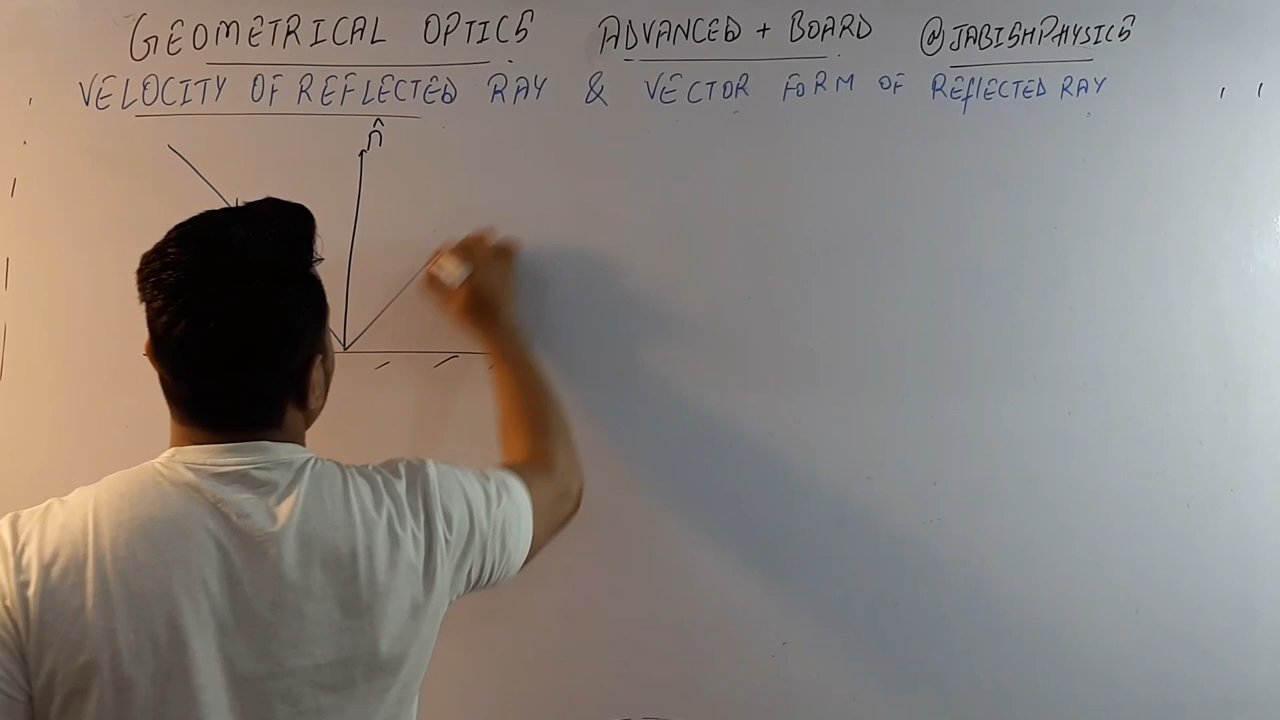 GEOMETRICAL OPTICS ADVANCED + BOARD @JABISHPHYSICS
VELOCITY OF REFLECTED RAY & VECTOR FORM OF REFLECTED RAY
n̂